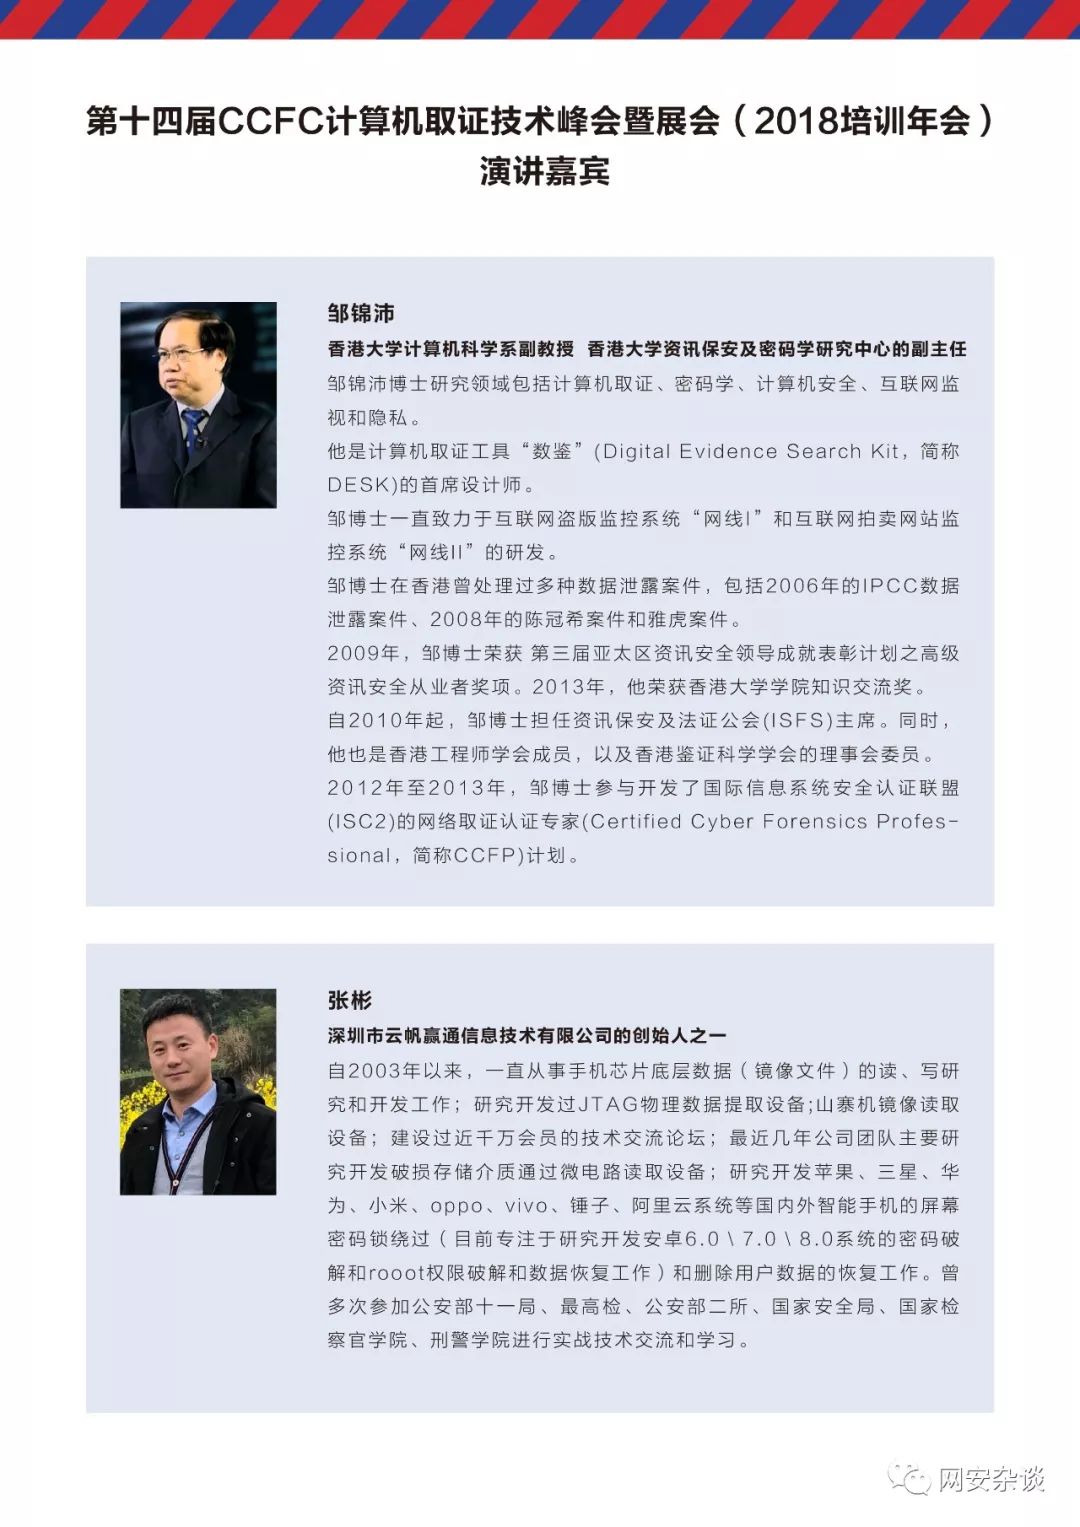 第十四届CCFC计算机取证技术峰会暨展会（2018培训年会）
演讲嘉宾
邹锦沛
香港大学计算机科学系副教授 香港大学资讯保安及密码学研究中心的副主任
邹锦沛博士研究领域包括计算机取证、密码学、计算机安全、互联网监
视和隐私。
他是计算机取证工具“数鉴”(Digital Evidence Search Kit，简称
DESK)的首席设计师。
邹博士一直致力于互联网盗版监控系统“网线I”和互联网拍卖网站监
控系统“网线II”的研发。
邹博士在香港曾处理过多种数据泄露案件，包括2006年的IPCC数据
泄露案件、2008年的陈冠希案件和雅虎案件。
2009年，邹博士荣获 第三届亚太区资讯安全领导成就表彰计划之高级
资讯安全从业者奖项。2013年，他荣获香港大学学院知识交流奖。
自2010年起，邹博士担任资讯保安及法证公会(ISFS)主席。同时，
他也是香港工程师学会成员，以及香港鉴证科学学会的理事会委员。
2012年至2013年，邹博士参与开发了国际信息系统安全认证联盟
(ISC2)的网络取证认证专家(Certified Cyber Forensics Profes-
sional，简称CCFP)计划。
张彬
深圳市云帆赢通信息技术有限公司的创始人之一
自2003年以来，一直从事手机芯片底层数据（镜像文件）的读、写研
究和开发工作；研究开发过JTAG物理数据提取设备;山寨机镜像读取
设备；建设过近千万会员的技术交流论坛；最近几年公司团队主要研
究开发破损存储介质通过微电路读取设备；研究开发苹果、三星、华
为、小米、oppo、vivo、锤子、阿里云系统等国内外智能手机的屏幕
密码锁绕过（目前专注于研究开发安卓6.0\7.0\8.0系统的密码破
解和rooot权限破解和数据恢复工作）和删除用户数据的恢复工作。曾
多次参加公安部十一局、最高检、公安部二所、国家安全局、国家检
察官学院、刑警学院进行实战技术交流和学习。
网安杂谈